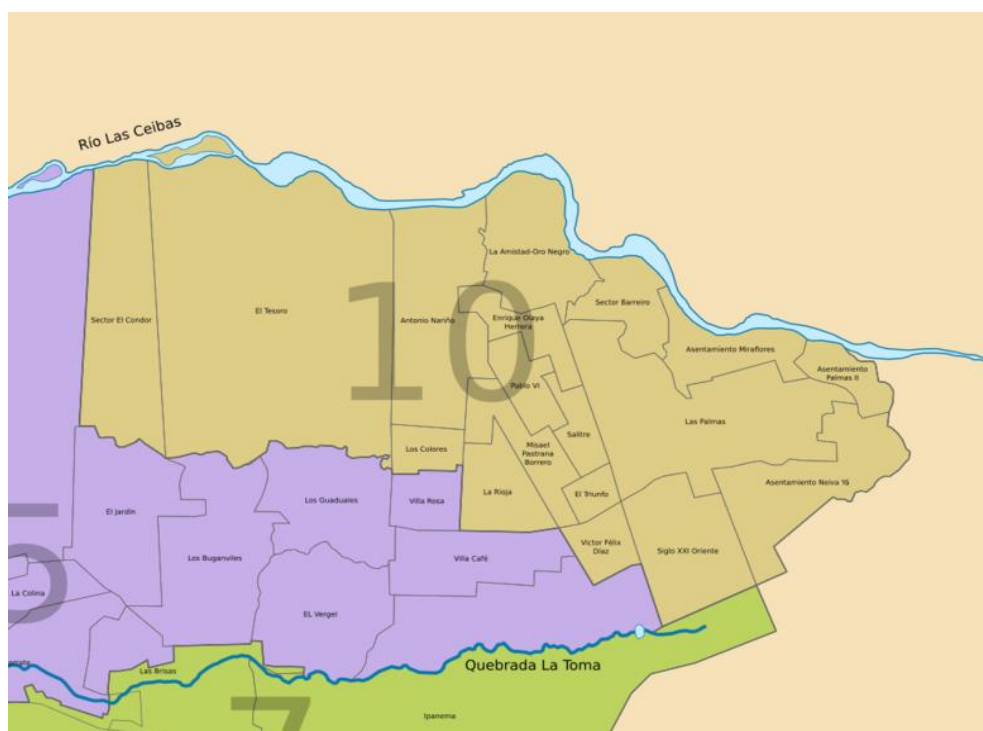 Río Las Ceibas
La Amistad-Oro Negro
Sector Barreiro
El Tesoro
Sector El Condor
10
Antonio Nariño
Enrique Olaya
Herrera
Asentamiento Miraflores
Asentamiento
Palmas II
Pablo VI
Las Palmas
Salitre
Misael
Pastrana
Borrero
Los Colores
Asentamiento Neiva 16
La Rioja
El Triunfo
Los Guaduales
Villa Rosa
El Jardín
5
Victor Félix
Díaz
Siglo XXI Oriente
Los Buganviles
Villa Café
La Colina
EL Vergel
Las Brisas
Quebrada La Toma
7
Ipanema